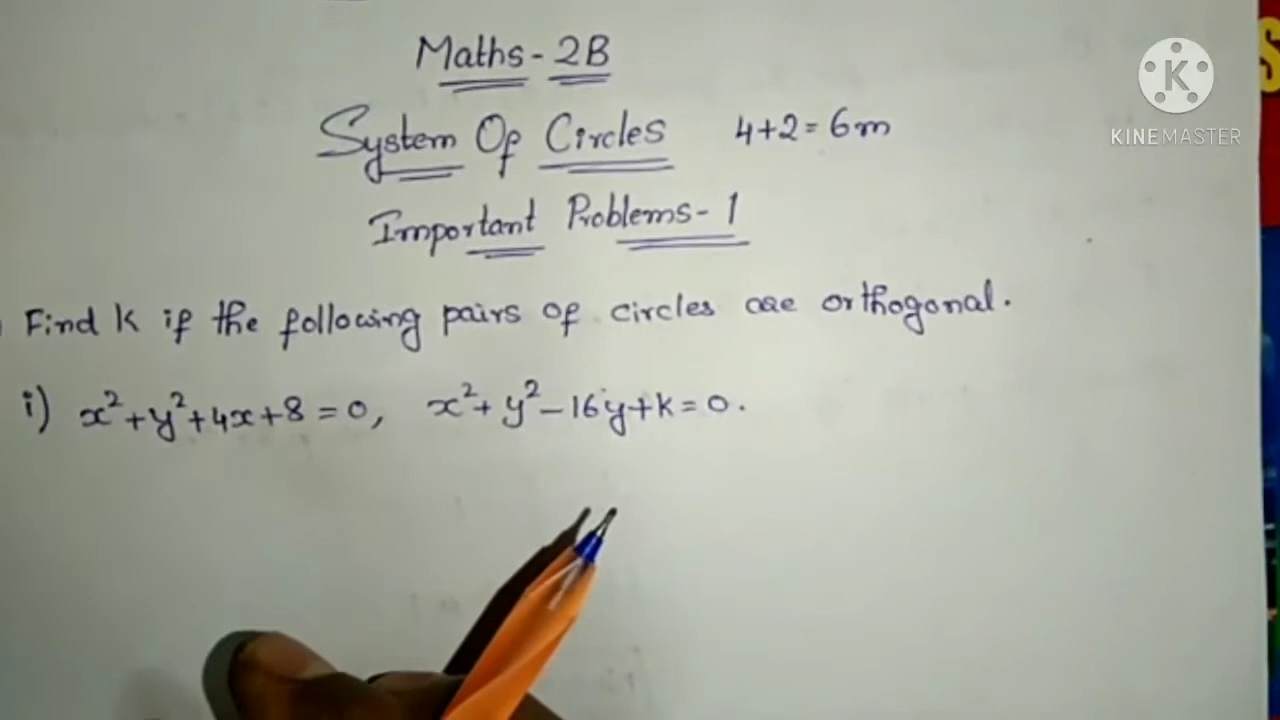 Maths - 2B
System Of Circles 4+2=6m
KINEMASTER
Important Problems - 1
Find k if the following pairs of circles are orthogonal.
i) x²+y²+4x+8=0, x²+y²-16y+k=0.